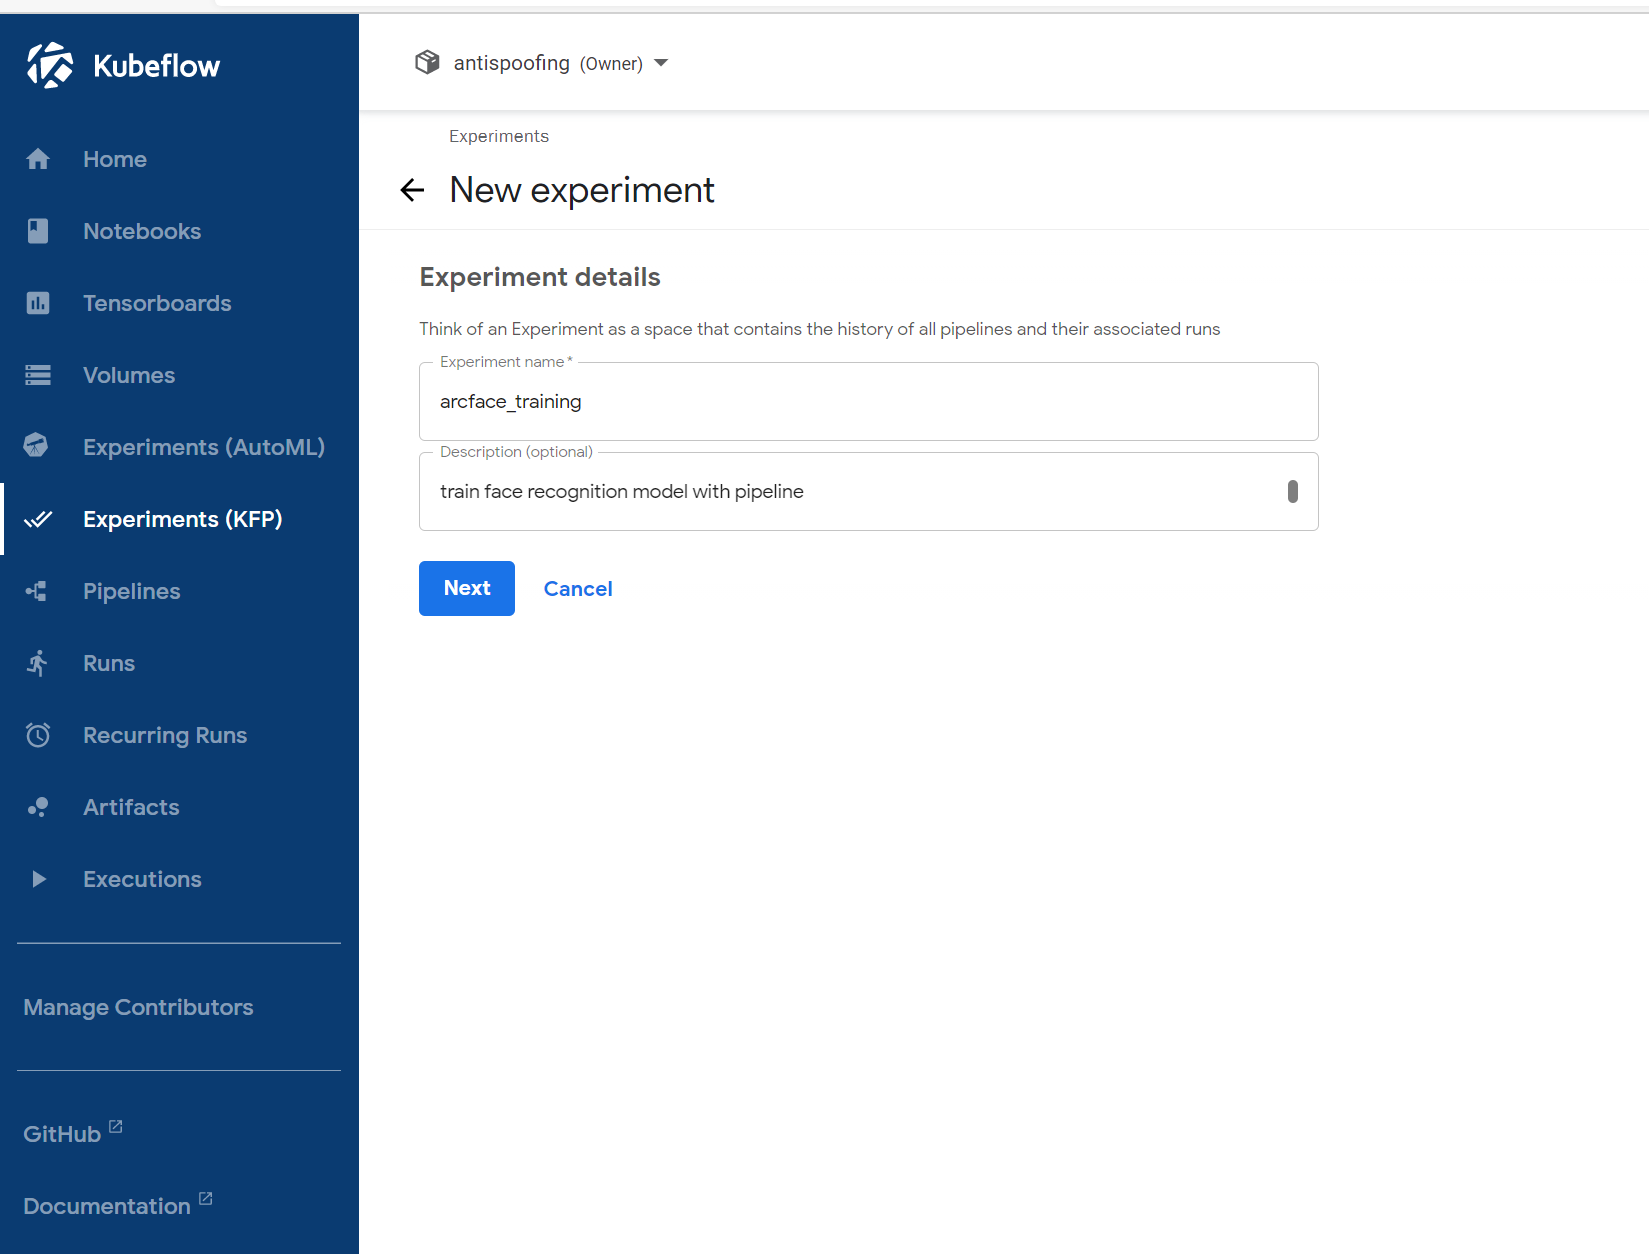 Kubeflow
Home
Notebooks
Tensorboards
Volumes
Experiments (AutoML)
Experiments (KFP)
Pipelines
Runs
Recurring Runs
Artifacts
Executions
Manage Contributors
GitHub
Documentation
antispoofing (Owner)
Experiments
New experiment
Experiment details
Think of an Experiment as a space that contains the history of all pipelines and their associated runs
Experiment name*
arcface_training
Description (optional)
train face recognition model with pipeline
Next Cancel